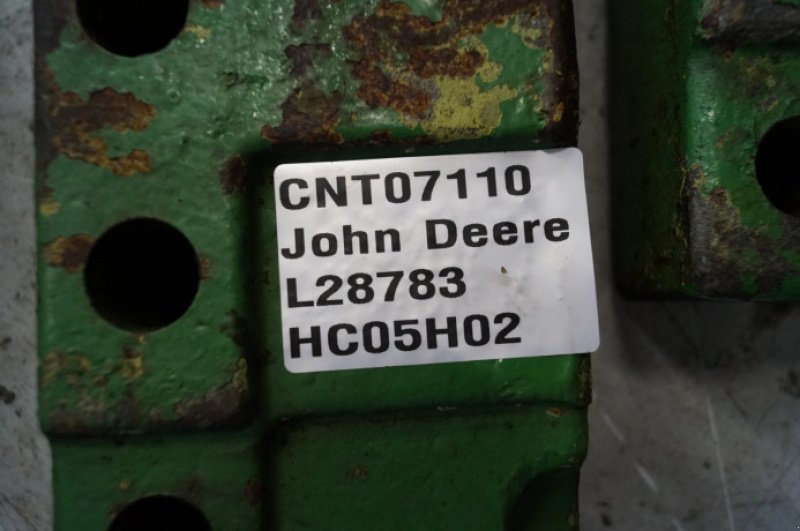 CNT07110
John Deere
L28783
HC05H02